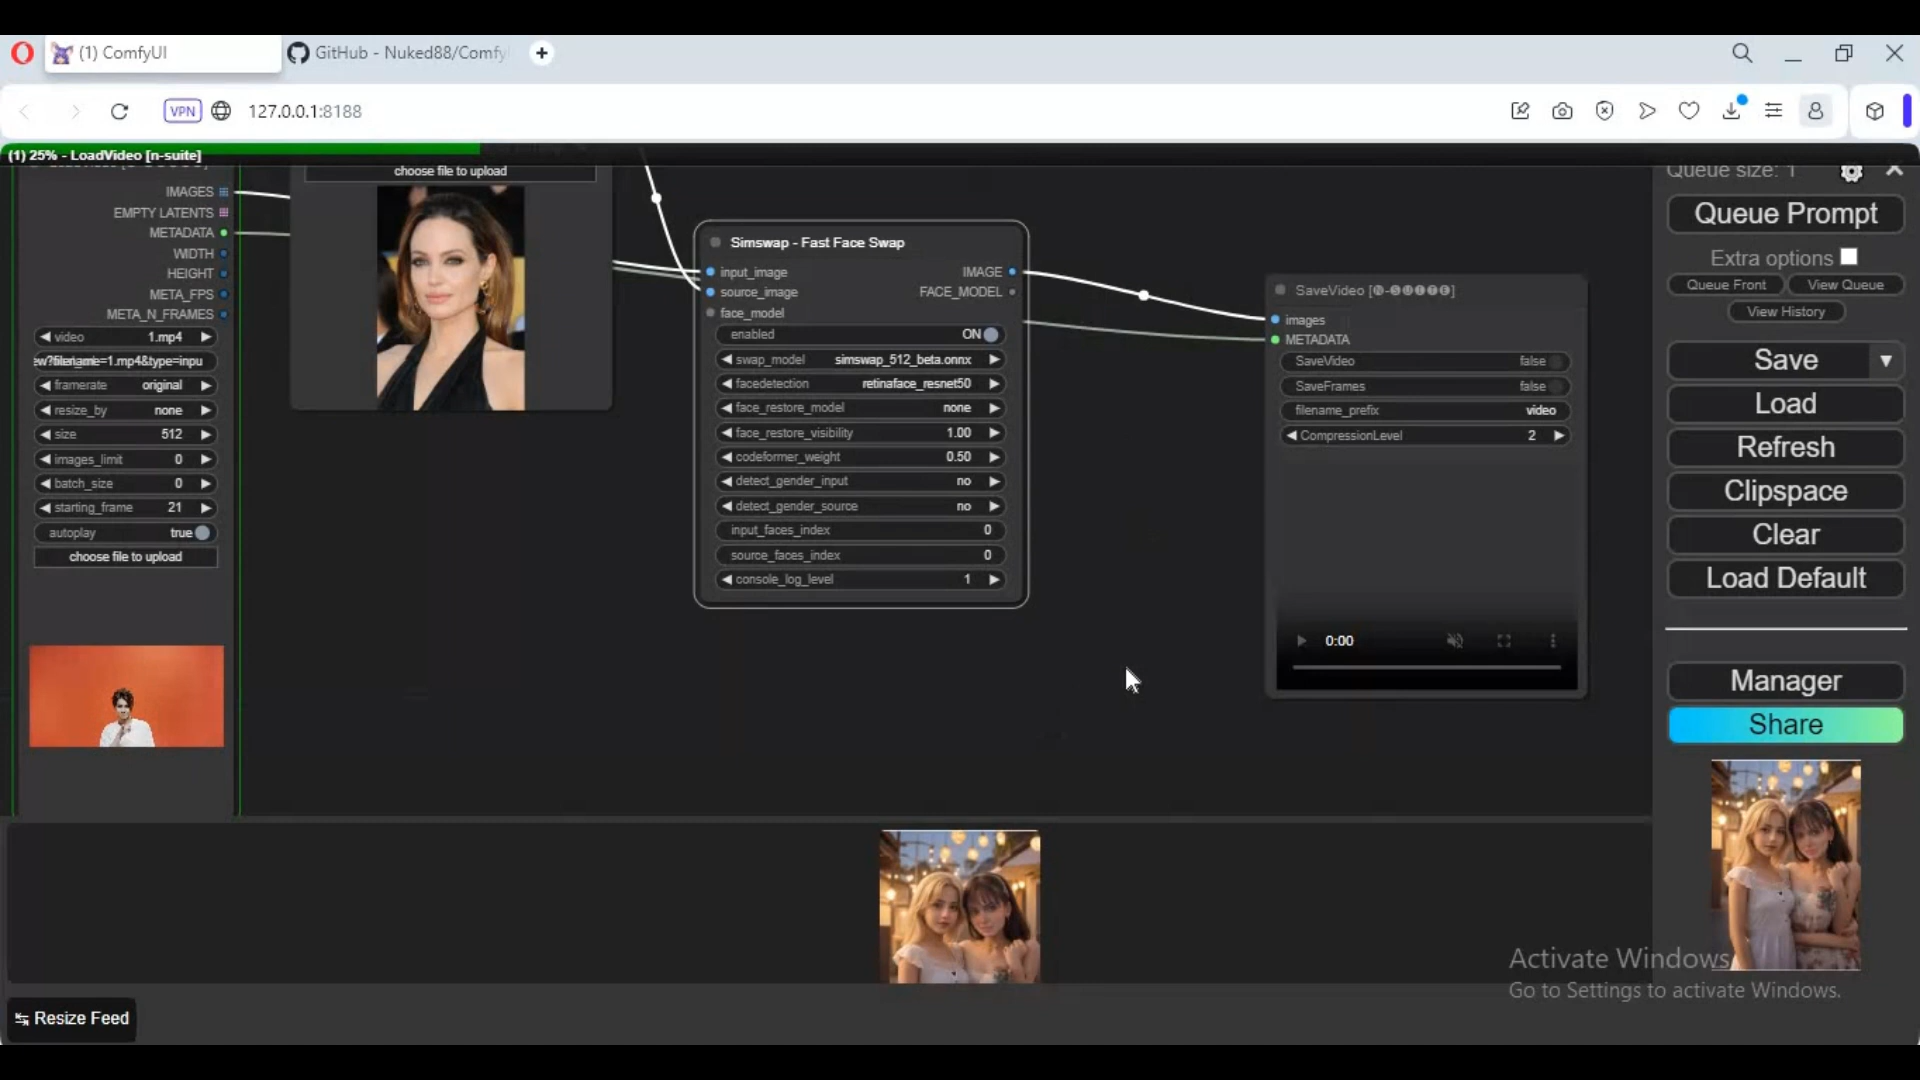 (1) ComfyUI
GitHub - Nuked88/Comfy
VPN
127.0.0.1:8188
(1) 25% - LoadVideo [n-suite]
IMAGES
EMPTY LATENTS
METADATA
WIDTH
HEIGHT
META_FPS
META_N_FRAMES
video 1.mp4
framerate original
resize_by none
size 512
images_limit 0
batch_size 0
starting_frame 21
autoplay true
choose file to upload
choose file to upload
Simswap - Fast Face Swap
input_image IMAGE
source_image FACE_MODEL
face_model
enabled ON
swap_model simswap_512_beta.onnx
facedetection retinaface_resnet50
face_restore_model none
face_restore_visibility 1.00
codeformer_weight 0.50
detect_gender_input no
detect_gender_source no
input_faces_index 0
source_faces_index 0
console_log_level 1
SaveVideo [🅝-🅢🅤🅘🅣🅔]
images
METADATA
SaveVideo false
SaveFrames false
filename_prefix video
CompressionLevel 2
0:00
Queue size: 1
Queue Prompt
Extra options
Queue Front View Queue
View History
Save
Load
Refresh
Clipspace
Clear
Load Default
Manager
Share
Activate Windows
Go to Settings to activate Windows.
Resize Feed